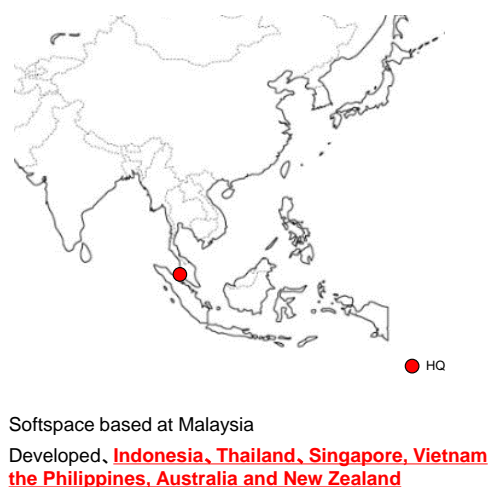 HQ
Softspace based at Malaysia
Developed、Indonesia、Thailand、Singapore, Vietnam
the Philippines, Australia and New Zealand